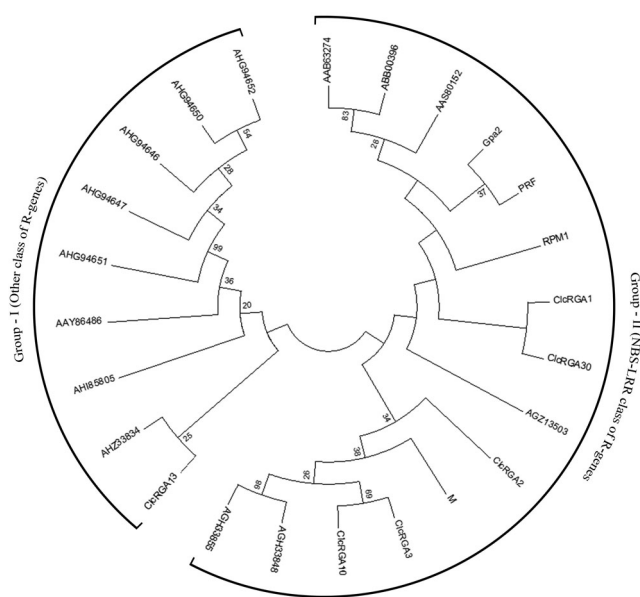 Group - I (Other class of R-genes)
AHG94652
AHG94650
AHG94646
AHG94647
AHG94651
AAY86486
AHI85805
AHZ33834
ClcRGA13
54
28
34
99
36
20
25
Group - II (NBS-LRR class of R-genes)
AAB63274
ABB00396
AAS80152
Gpa2
PRF
RPM1
ClcRGA1
ClcRGA30
AGZ13503
ClcRGA2
M
ClcRGA3
ClcRGA10
AGH33848
AGH33855
83
28
37
34
38
26
69
98